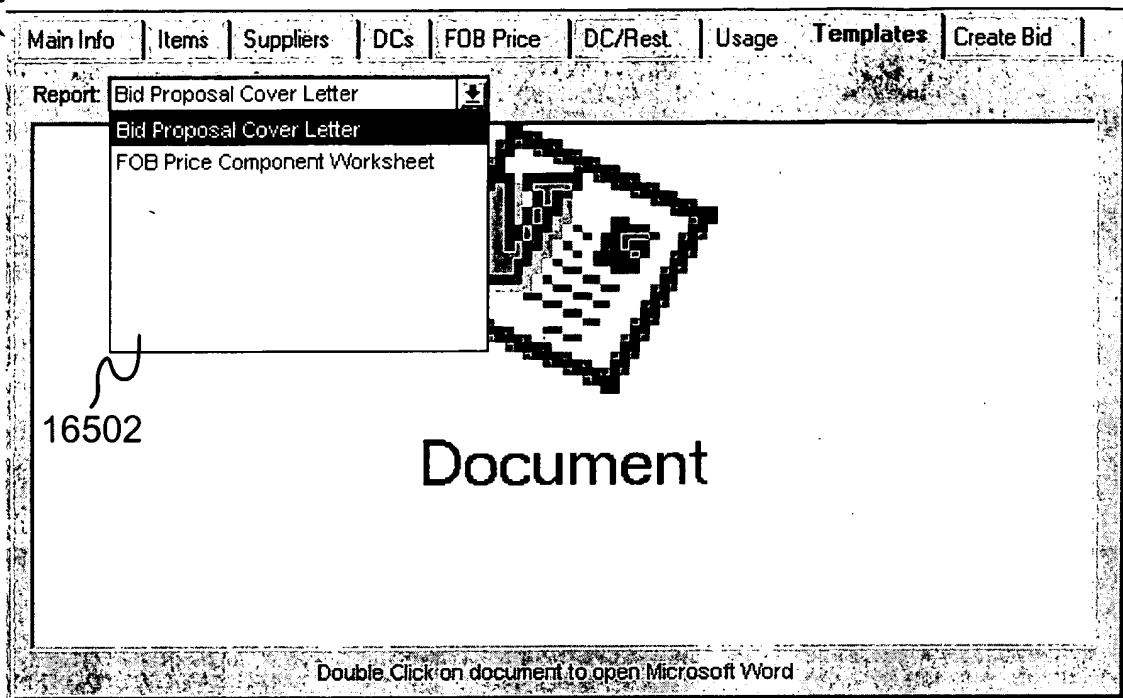 Main Info Items Suppliers DCs FOB Price DC/Rest. Usage Templates Create Bid
Report: Bid Proposal Cover Letter
Bid Proposal Cover Letter
FOB Price Component Worksheet
16502
Document
Double Click on document to open Microsoft Word